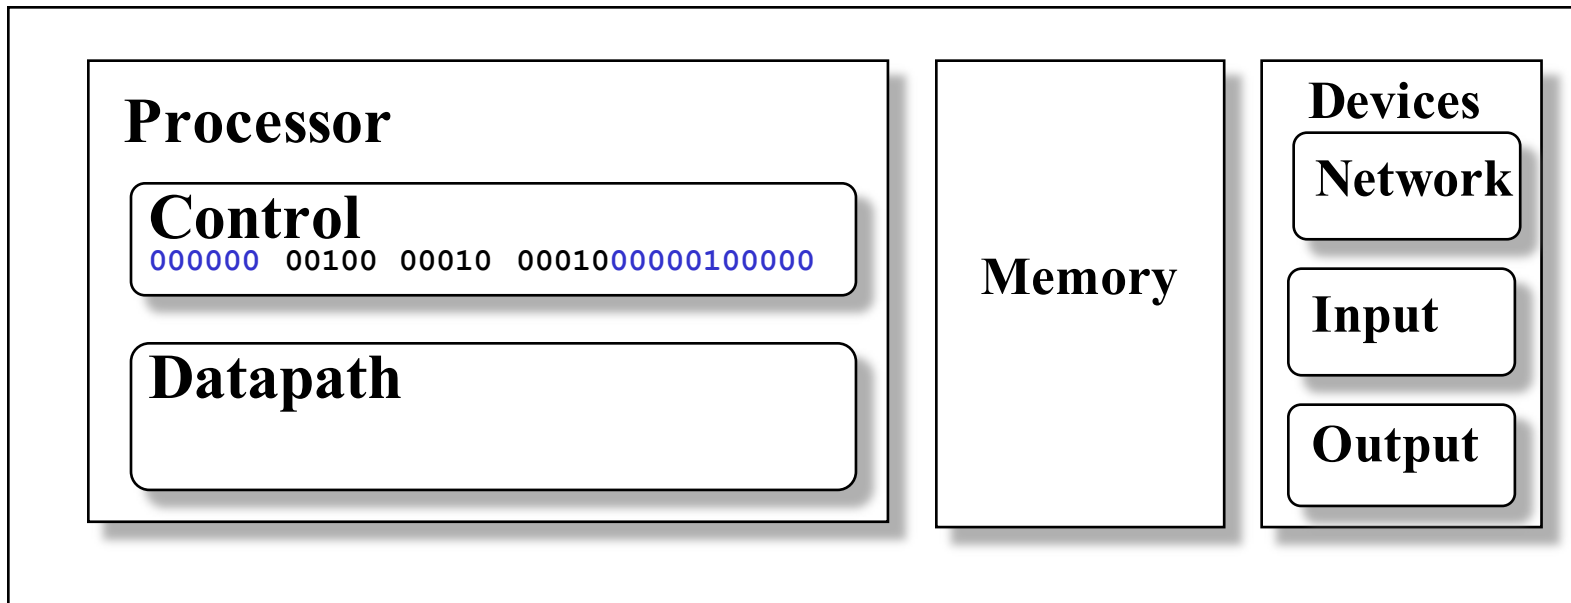 Processor
Control
000000 00100 00010 0001000000100000
Datapath
Memory
Devices
Network
Input
Output